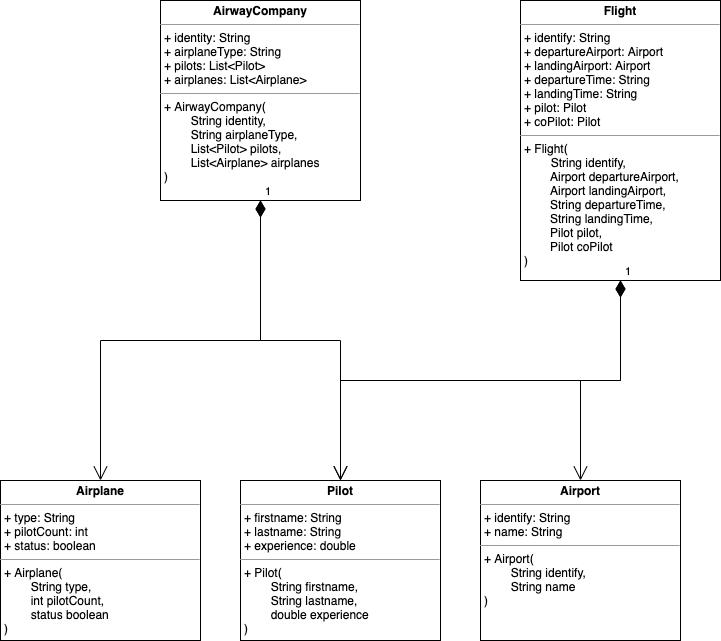 AirwayCompany
+ identity: String
+ airplaneType: String
+ pilots: List<Pilot>
+ airplanes: List<Airplane>
+ AirwayCompany(
String identity,
String airplaneType,
List<Pilot> pilots,
List<Airplane> airplanes
)
1
Flight
+ identify: String
+ departureAirport: Airport
+ landingAirport: Airport
+ departureTime: String
+ landingTime: String
+ pilot: Pilot
+ coPilot: Pilot
+ Flight(
String identify,
Airport departureAirport,
Airport landingAirport,
String departureTime,
String landingTime,
Pilot pilot,
Pilot coPilot
)
1
Airplane
+ type: String
+ pilotCount: int
+ status: boolean
+ Airplane(
String type,
int pilotCount,
status boolean
)
Pilot
+ firstname: String
+ lastname: String
+ experience: double
+ Pilot(
String firstname,
String lastname,
double experience
)
Airport
+ identify: String
+ name: String
+ Airport(
String identify,
String name
)